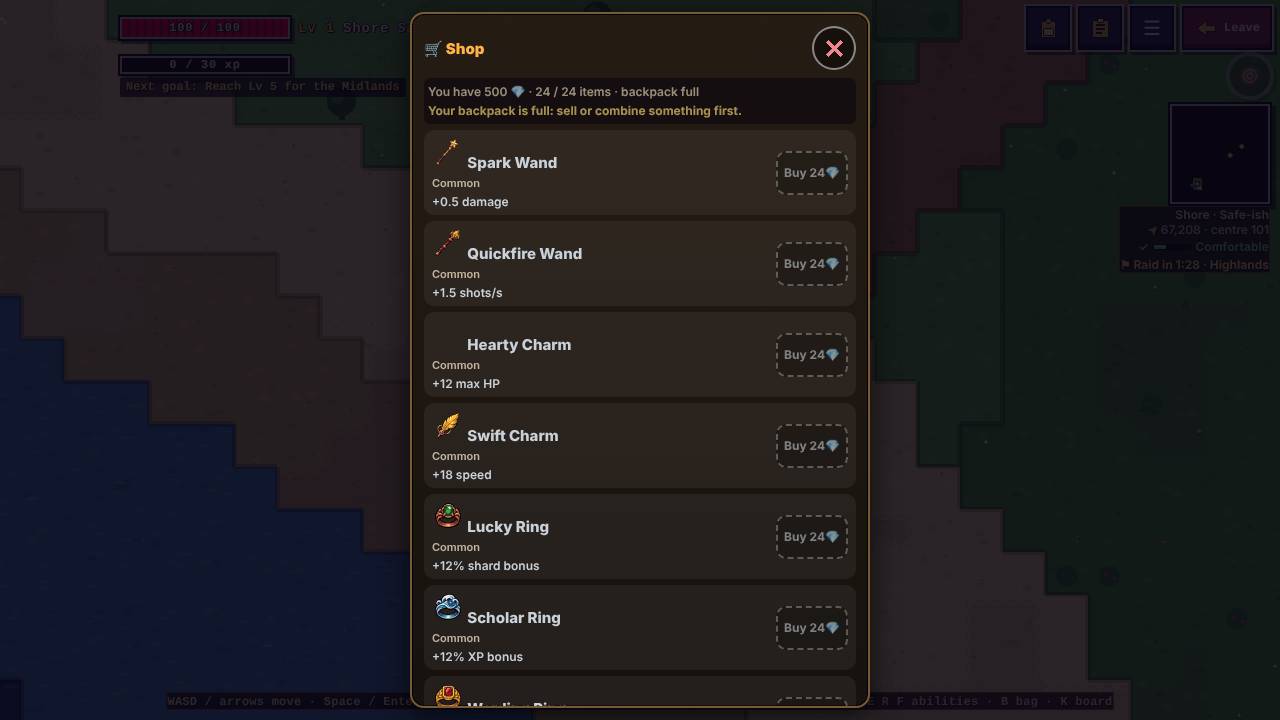 100 / 100
LV 1 Shore S
0 / 30 xp
Next goal: Reach Lv 5 for the Midlands
Leave
🛒 Shop
You have 500 💎 · 24 / 24 items · backpack full
Your backpack is full: sell or combine something first.
Spark Wand
Common
+0.5 damage
Buy 24💎
Quickfire Wand
Common
+1.5 shots/s
Buy 24💎
Hearty Charm
Common
+12 max HP
Buy 24💎
Swift Charm
Common
+18 speed
Buy 24💎
Lucky Ring
Common
+12% shard bonus
Buy 24💎
Scholar Ring
Common
+12% XP bonus
Buy 24💎
Shore · Safe-ish
67,208 · centre 101
✓ Comfortable
⚑ Raid in 1:28 · Highlands
WASD / arrows move · Space / Ente
E R F abilities · B bag · K board